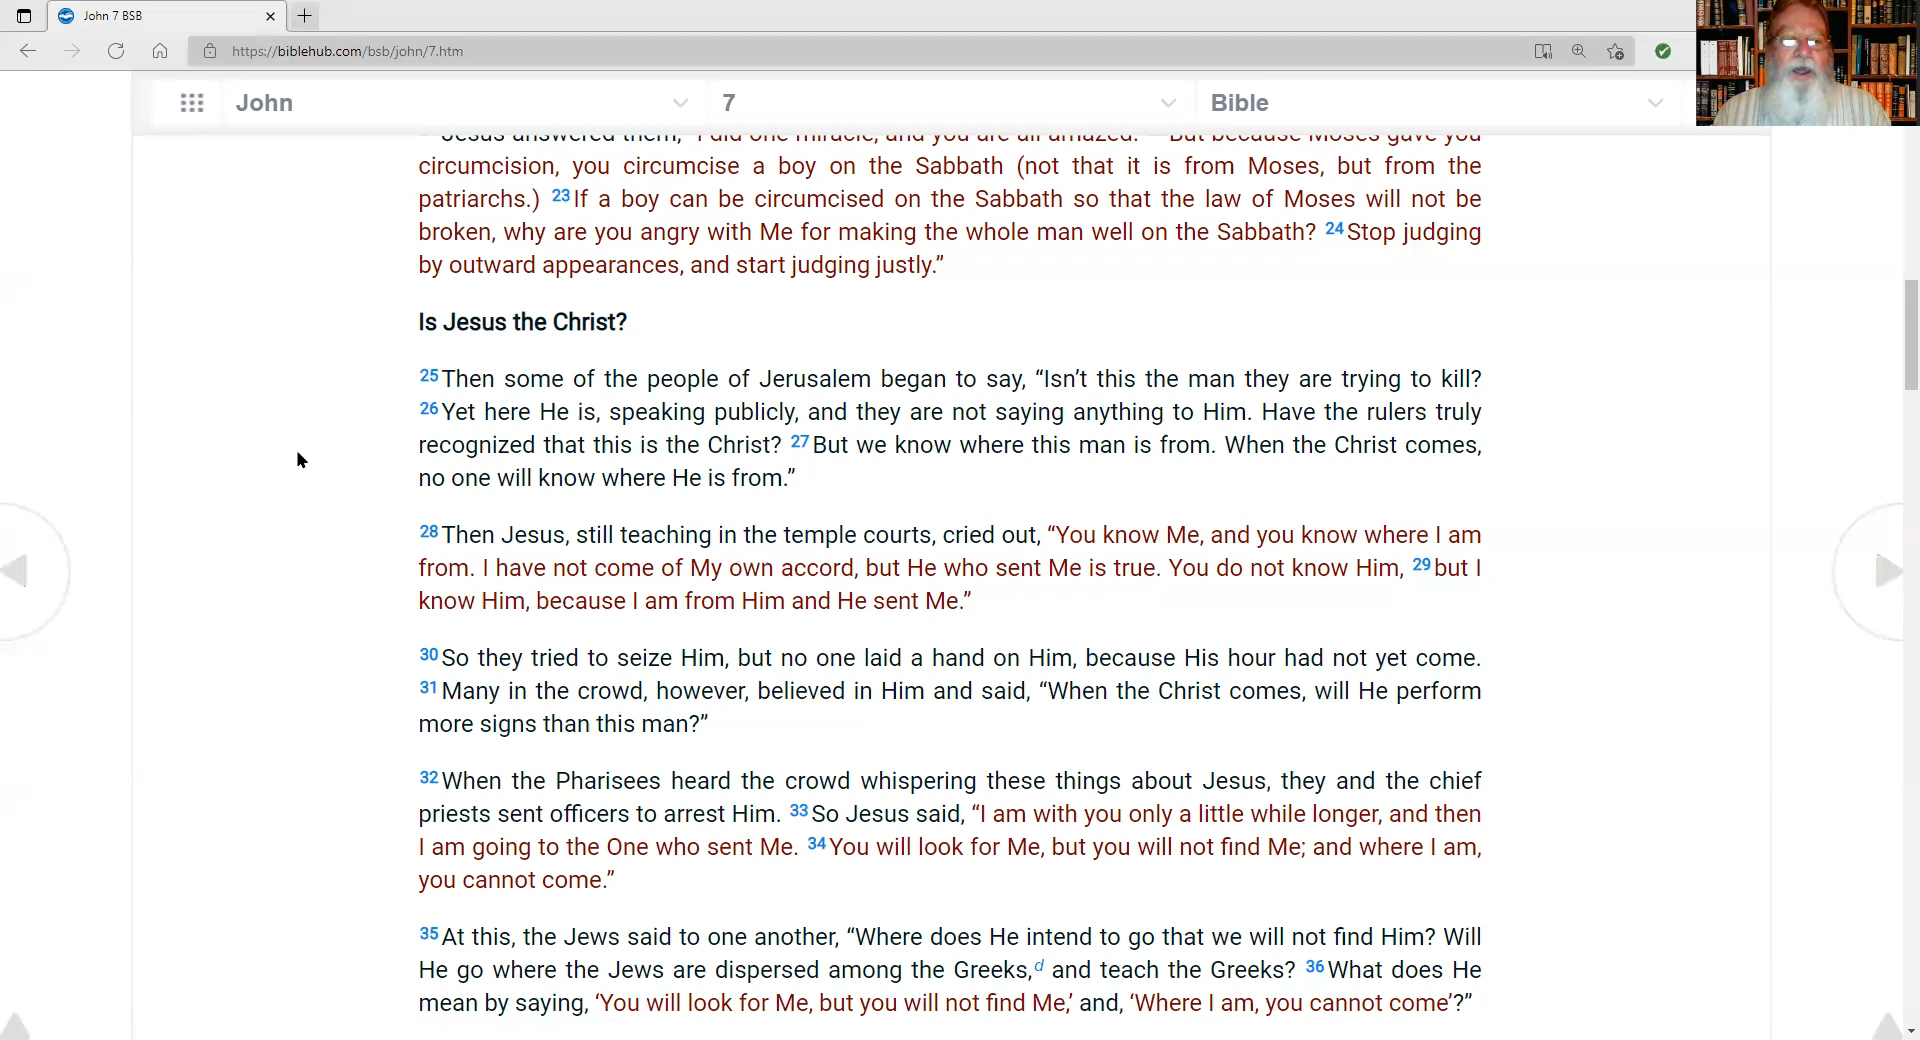 John 7 BSB
https://biblehub.com/bsb/john/7.htm
John 7 Bible
Jesus answered them, “I did one miracle, and you are all amazed. But because Moses gave you
circumcision, you circumcise a boy on the Sabbath (not that it is from Moses, but from the
patriarchs.) 23 If a boy can be circumcised on the Sabbath so that the law of Moses will not be
broken, why are you angry with Me for making the whole man well on the Sabbath? 24 Stop judging
by outward appearances, and start judging justly.”
Is Jesus the Christ?
25 Then some of the people of Jerusalem began to say, “Isn’t this the man they are trying to kill?
26 Yet here He is, speaking publicly, and they are not saying anything to Him. Have the rulers truly
recognized that this is the Christ? 27 But we know where this man is from. When the Christ comes,
no one will know where He is from.”
28 Then Jesus, still teaching in the temple courts, cried out, “You know Me, and you know where I am
from. I have not come of My own accord, but He who sent Me is true. You do not know Him, 29 but I
know Him, because I am from Him and He sent Me.”
30 So they tried to seize Him, but no one laid a hand on Him, because His hour had not yet come.
31 Many in the crowd, however, believed in Him and said, “When the Christ comes, will He perform
more signs than this man?”
32 When the Pharisees heard the crowd whispering these things about Jesus, they and the chief
priests sent officers to arrest Him. 33 So Jesus said, “I am with you only a little while longer, and then
I am going to the One who sent Me. 34 You will look for Me, but you will not find Me; and where I am,
you cannot come.”
35 At this, the Jews said to one another, “Where does He intend to go that we will not find Him? Will
He go where the Jews are dispersed among the Greeks,d and teach the Greeks? 36 What does He
mean by saying, ‘You will look for Me, but you will not find Me,’ and, ‘Where I am, you cannot come’?”